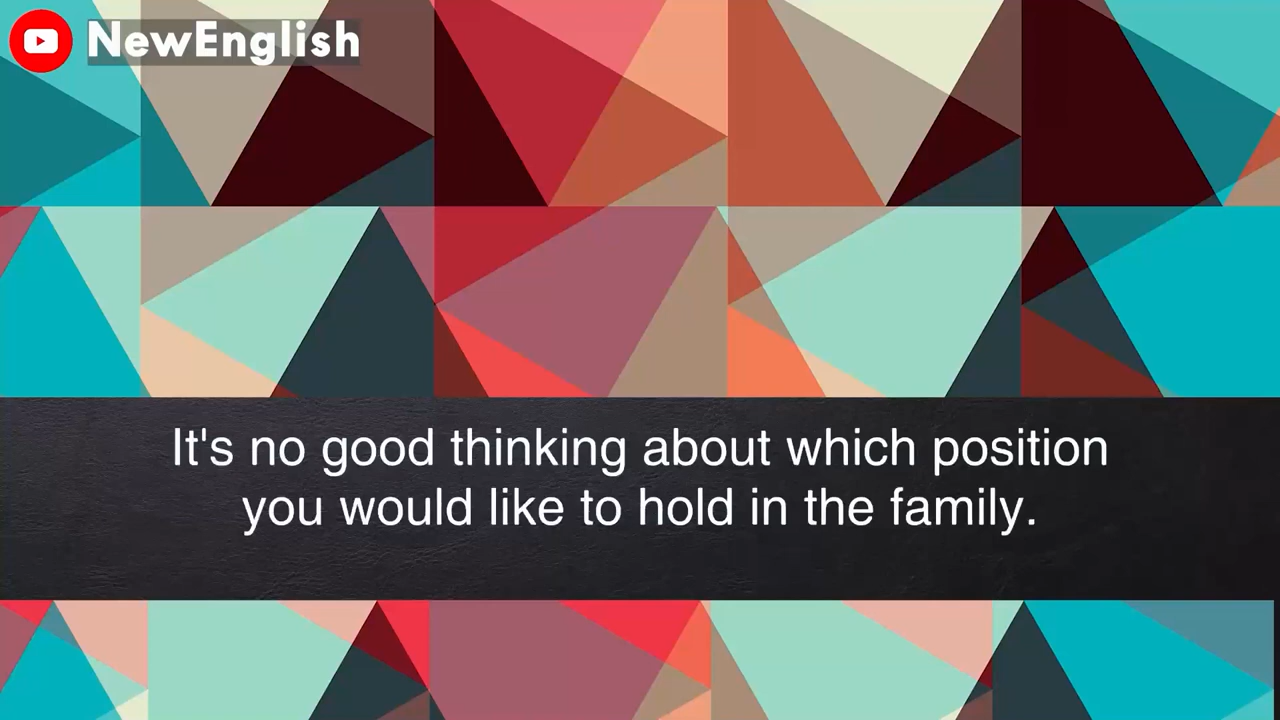 NewEnglish
It's no good thinking about which position
you would like to hold in the family.